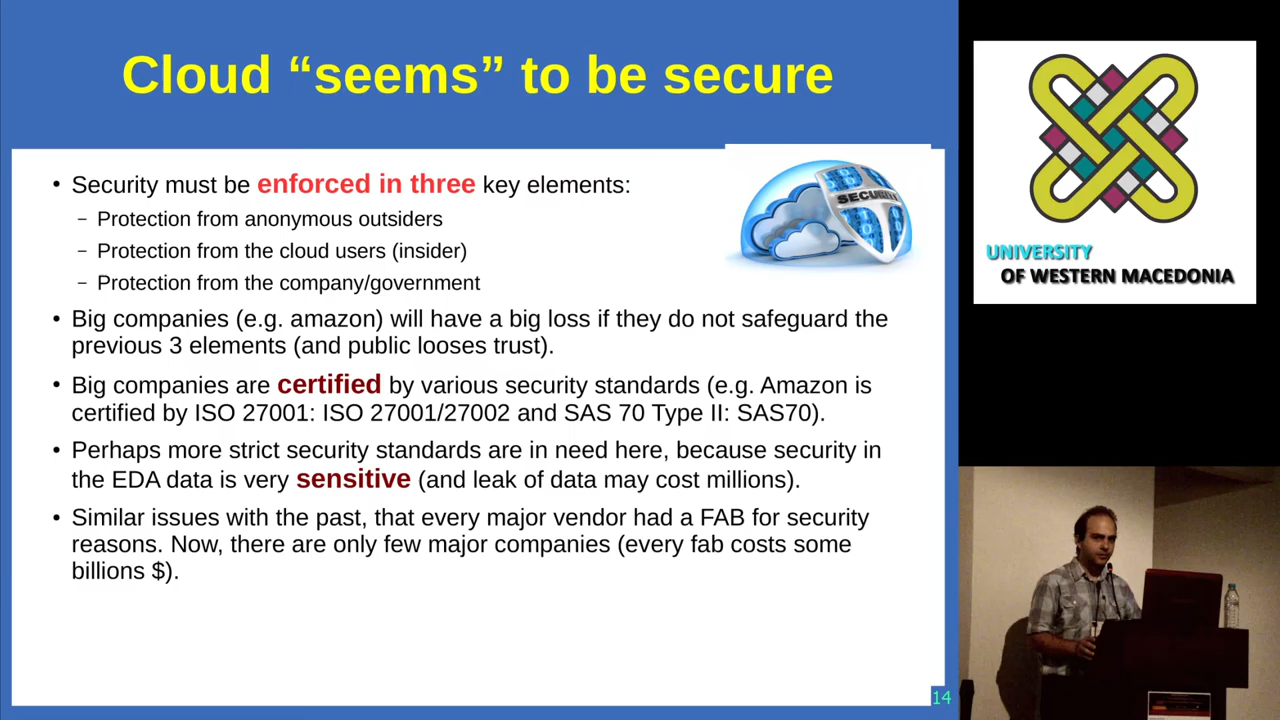 Cloud “seems” to be secure
• Security must be enforced in three key elements:
– Protection from anonymous outsiders
– Protection from the cloud users (insider)
– Protection from the company/government
• Big companies (e.g. amazon) will have a big loss if they do not safeguard the
previous 3 elements (and public looses trust).
• Big companies are certified by various security standards (e.g. Amazon is
certified by ISO 27001: ISO 27001/27002 and SAS 70 Type II: SAS70).
• Perhaps more strict security standards are in need here, because security in
the EDA data is very sensitive (and leak of data may cost millions).
• Similar issues with the past, that every major vendor had a FAB for security
reasons. Now, there are only few major companies (every fab costs some
billions $).
14
SECURITY
UNIVERSITY
OF WESTERN MACEDONIA